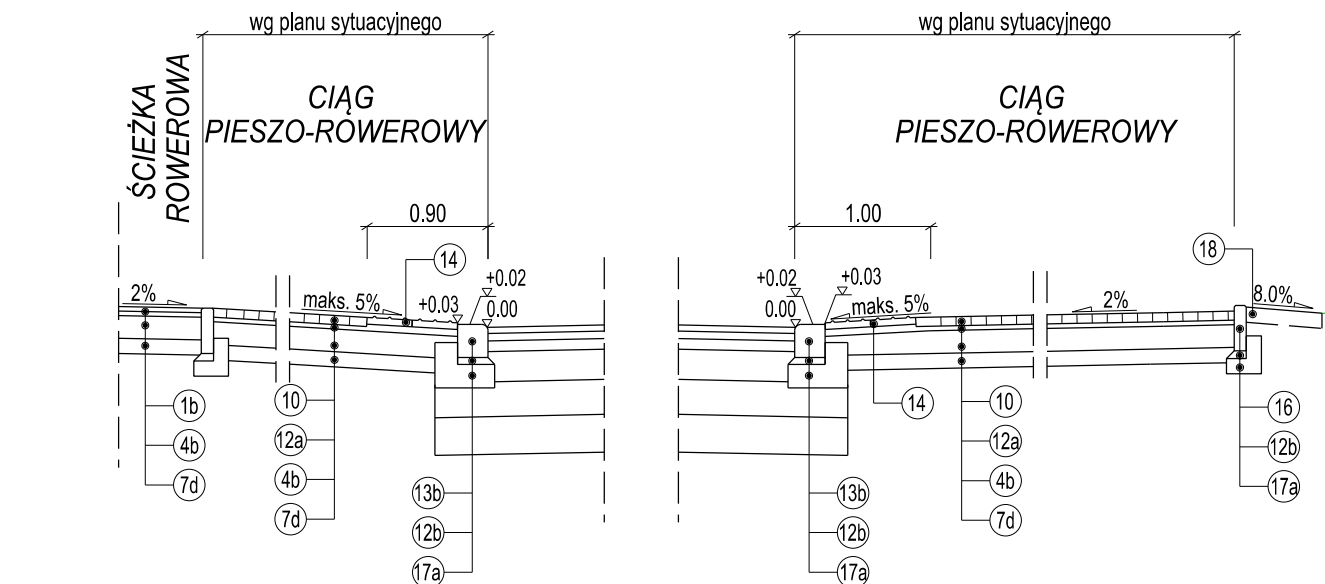 wg planu sytuacyjnego
ŚCIEŻKA
ROWEROWA
CIĄG
PIESZO-ROWEROWY
0.90
14
2%
maks. 5%
+0.03
+0.02
0.00
1b
4b
7d
10
12a
4b
7d
13b
12b
17a
wg planu sytuacyjnego
CIĄG
PIESZO-ROWEROWY
1.00
18
+0.02
0.00
+0.03
maks. 5%
2%
8.0%
14
10
12a
4b
7d
16
12b
17a
13b
12b
17a